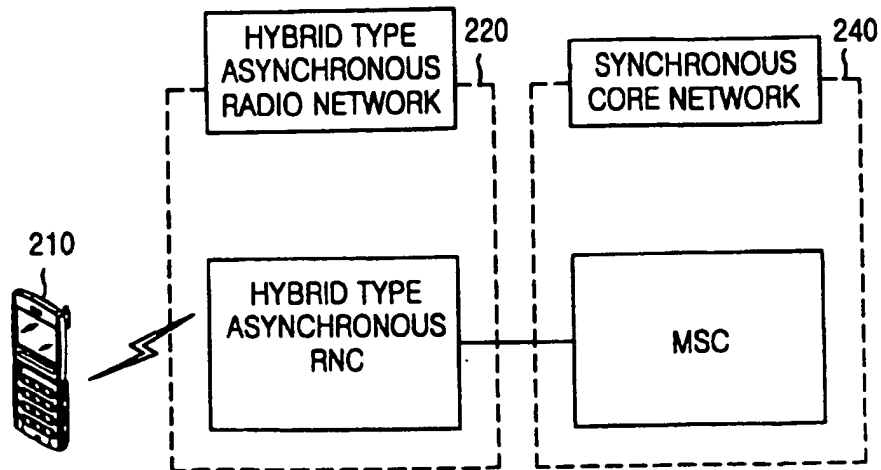 HYBRID TYPE
ASYNCHRONOUS
RADIO NETWORK
220
SYNCHRONOUS
CORE NETWORK
240
210
HYBRID TYPE
ASYNCHRONOUS
RNC
MSC